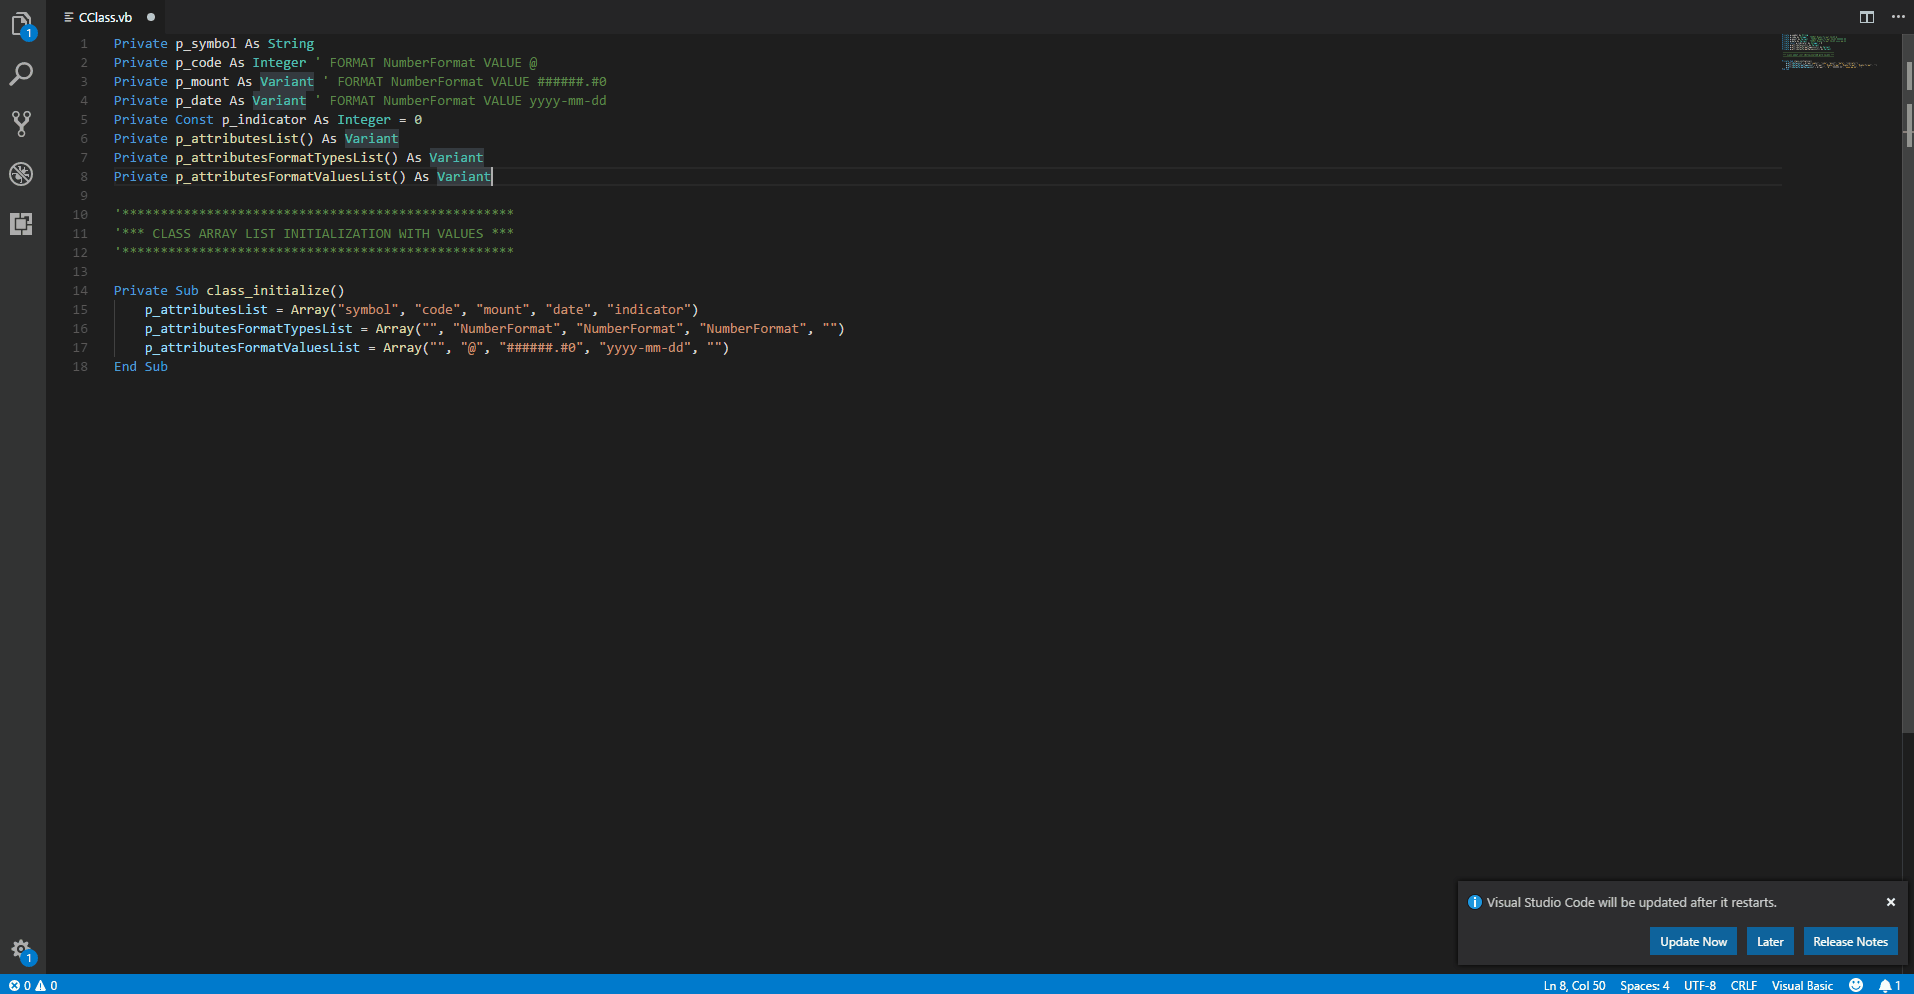 CClass.vb
1
1 Private p_symbol As String
2 Private p_code As Integer ' FORMAT NumberFormat VALUE @
3 Private p_mount As Variant ' FORMAT NumberFormat VALUE ######.#0
4 Private p_date As Variant ' FORMAT NumberFormat VALUE yyyy-mm-dd
5 Private Const p_indicator As Integer = 0
6 Private p_attributesList() As Variant
7 Private p_attributesFormatTypesList() As Variant
8 Private p_attributesFormatValuesList() As Variant
9
10 '***************************************************
11 '*** CLASS ARRAY LIST INITIALIZATION WITH VALUES ***
12 '***************************************************
13
14 Private Sub class_initialize()
15     p_attributesList = Array("symbol", "code", "mount", "date", "indicator")
16     p_attributesFormatTypesList = Array("", "NumberFormat", "NumberFormat", "NumberFormat", "")
17     p_attributesFormatValuesList = Array("", "@", "######.#0", "yyyy-mm-dd", "")
18 End Sub
Visual Studio Code will be updated after it restarts.
Update Now Later Release Notes
1
0 0 Ln 8, Col 50 Spaces: 4 UTF-8 CRLF Visual Basic 1